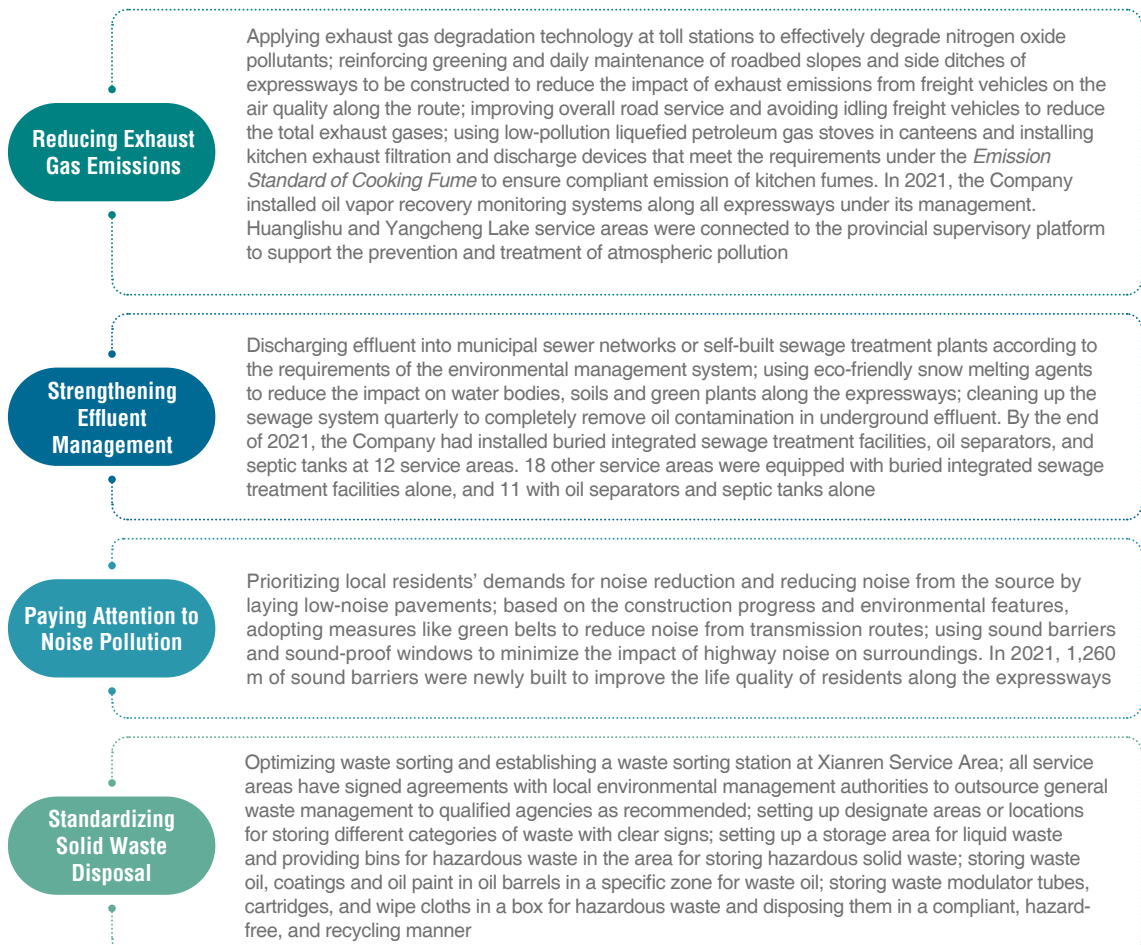 Reducing Exhaust
Gas Emissions
Applying exhaust gas degradation technology at toll stations to effectively degrade nitrogen oxide
pollutants; reinforcing greening and daily maintenance of roadbed slopes and side ditches of
expressways to be constructed to reduce the impact of exhaust emissions from freight vehicles on the
air quality along the route; improving overall road service and avoiding idling freight vehicles to reduce
the total exhaust gases; using low-pollution liquefied petroleum gas stoves in canteens and installing
kitchen exhaust filtration and discharge devices that meet the requirements under the Emission
Standard of Cooking Fume to ensure compliant emission of kitchen fumes. In 2021, the Company
installed oil vapor recovery monitoring systems along all expressways under its management.
Huanglishu and Yangcheng Lake service areas were connected to the provincial supervisory platform
to support the prevention and treatment of atmospheric pollution
Strengthening
Effluent
Management
Discharging effluent into municipal sewer networks or self-built sewage treatment plants according to
the requirements of the environmental management system; using eco-friendly snow melting agents
to reduce the impact on water bodies, soils and green plants along the expressways; cleaning up the
sewage system quarterly to completely remove oil contamination in underground effluent. By the end
of 2021, the Company had installed buried integrated sewage treatment facilities, oil separators, and
septic tanks at 12 service areas. 18 other service areas were equipped with buried integrated sewage
treatment facilities alone, and 11 with oil separators and septic tanks alone
Paying Attention to
Noise Pollution
Prioritizing local residents’ demands for noise reduction and reducing noise from the source by
laying low-noise pavements; based on the construction progress and environmental features,
adopting measures like green belts to reduce noise from transmission routes; using sound barriers
and sound-proof windows to minimize the impact of highway noise on surroundings. In 2021, 1,260
m of sound barriers were newly built to improve the life quality of residents along the expressways
Standardizing
Solid Waste
Disposal
Optimizing waste sorting and establishing a waste sorting station at Xianren Service Area; all service
areas have signed agreements with local environmental management authorities to outsource general
waste management to qualified agencies as recommended; setting up designate areas or locations
for storing different categories of waste with clear signs; setting up a storage area for liquid waste
and providing bins for hazardous waste in the area for storing hazardous solid waste; storing waste
oil, coatings and oil paint in oil barrels in a specific zone for waste oil; storing waste modulator tubes,
cartridges, and wipe cloths in a box for hazardous waste and disposing them in a compliant, hazard-
free, and recycling manner